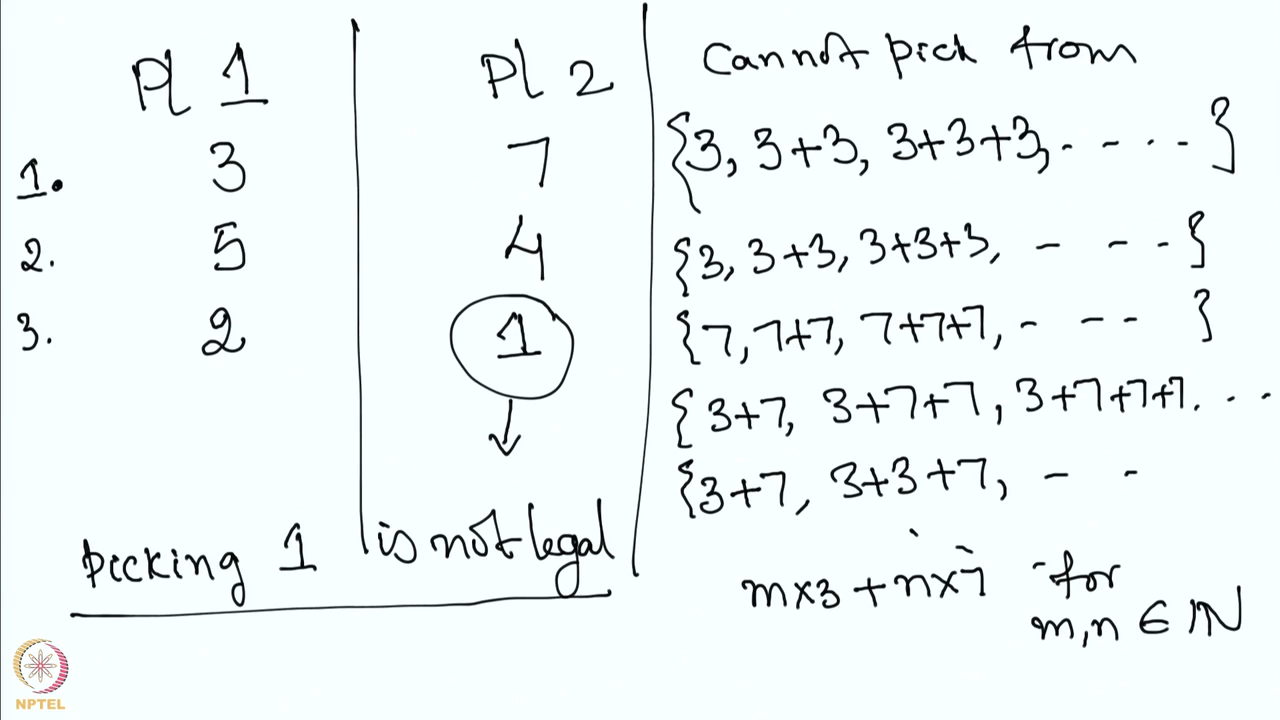 Pl 1 Pl 2 Cannot pick from
1. 3 7 {3, 3+3, 3+3+3, - - - - }
2. 5 4 {3, 3+3, 3+3+3, - - - }
3. 2 1 {7, 7+7, 7+7+7, - - - }
{3+7, 3+7+7, 3+7+7+7, ...
{3+7, 3+3+7, - -
picking 1 is not legal
m×3 + n×7 for
m,n ∈ ℕ
NPTEL